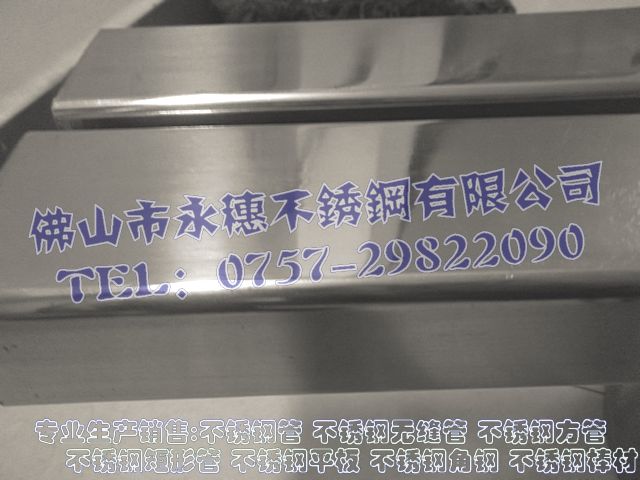 佛山市永穗不銹鋼有限公司
TEL：0757-29822090
专业生产销售:不锈钢管 不锈钢无缝管 不锈钢方管
不锈钢矩形管 不锈钢平板 不锈钢角钢 不锈钢棒材